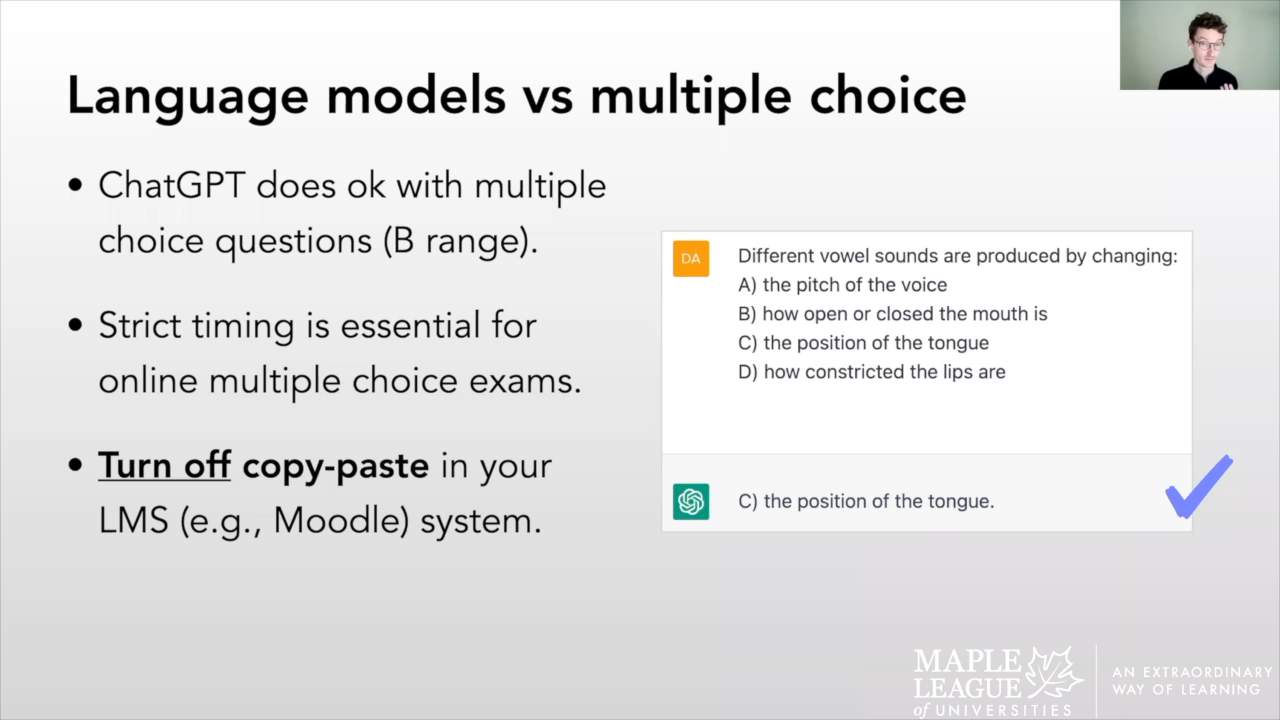 Language models vs multiple choice
• ChatGPT does ok with multiple
choice questions (B range).
• Strict timing is essential for
online multiple choice exams.
• Turn off copy-paste in your
LMS (e.g., Moodle) system.
DA
Different vowel sounds are produced by changing:
A) the pitch of the voice
B) how open or closed the mouth is
C) the position of the tongue
D) how constricted the lips are
C) the position of the tongue.
MAPLE
LEAGUE
of UNIVERSITIES
AN EXTRAORDINARY
WAY OF LEARNING